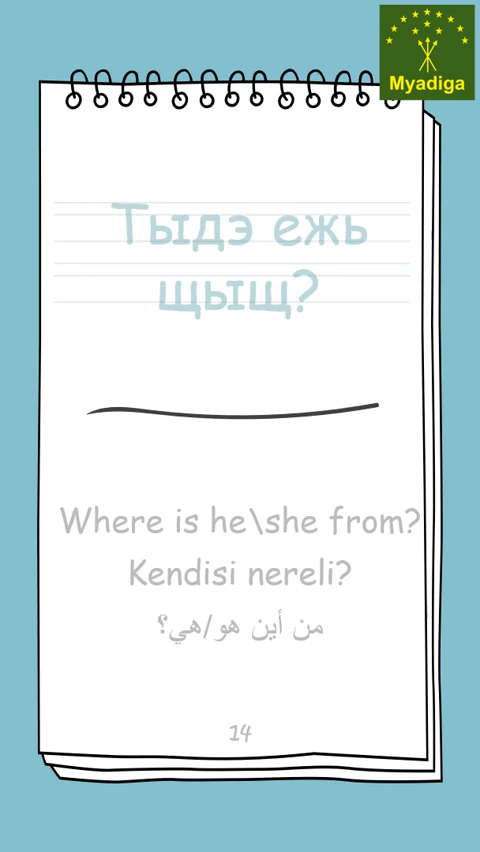 Myadiga
Тыдэ ежь
щыщ?
Where is he\she from?
Kendisi nereli?
من أين هو/هي؟
14